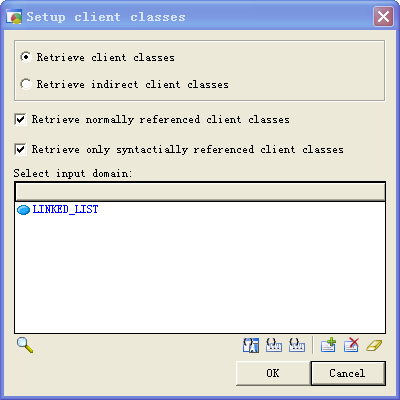 Setup client classes
Retrieve client classes
Retrieve indirect client classes
Retrieve normally referenced client classes
Retrieve only syntactially referenced client classes
Select input domain:
LINKED_LIST
OK
Cancel